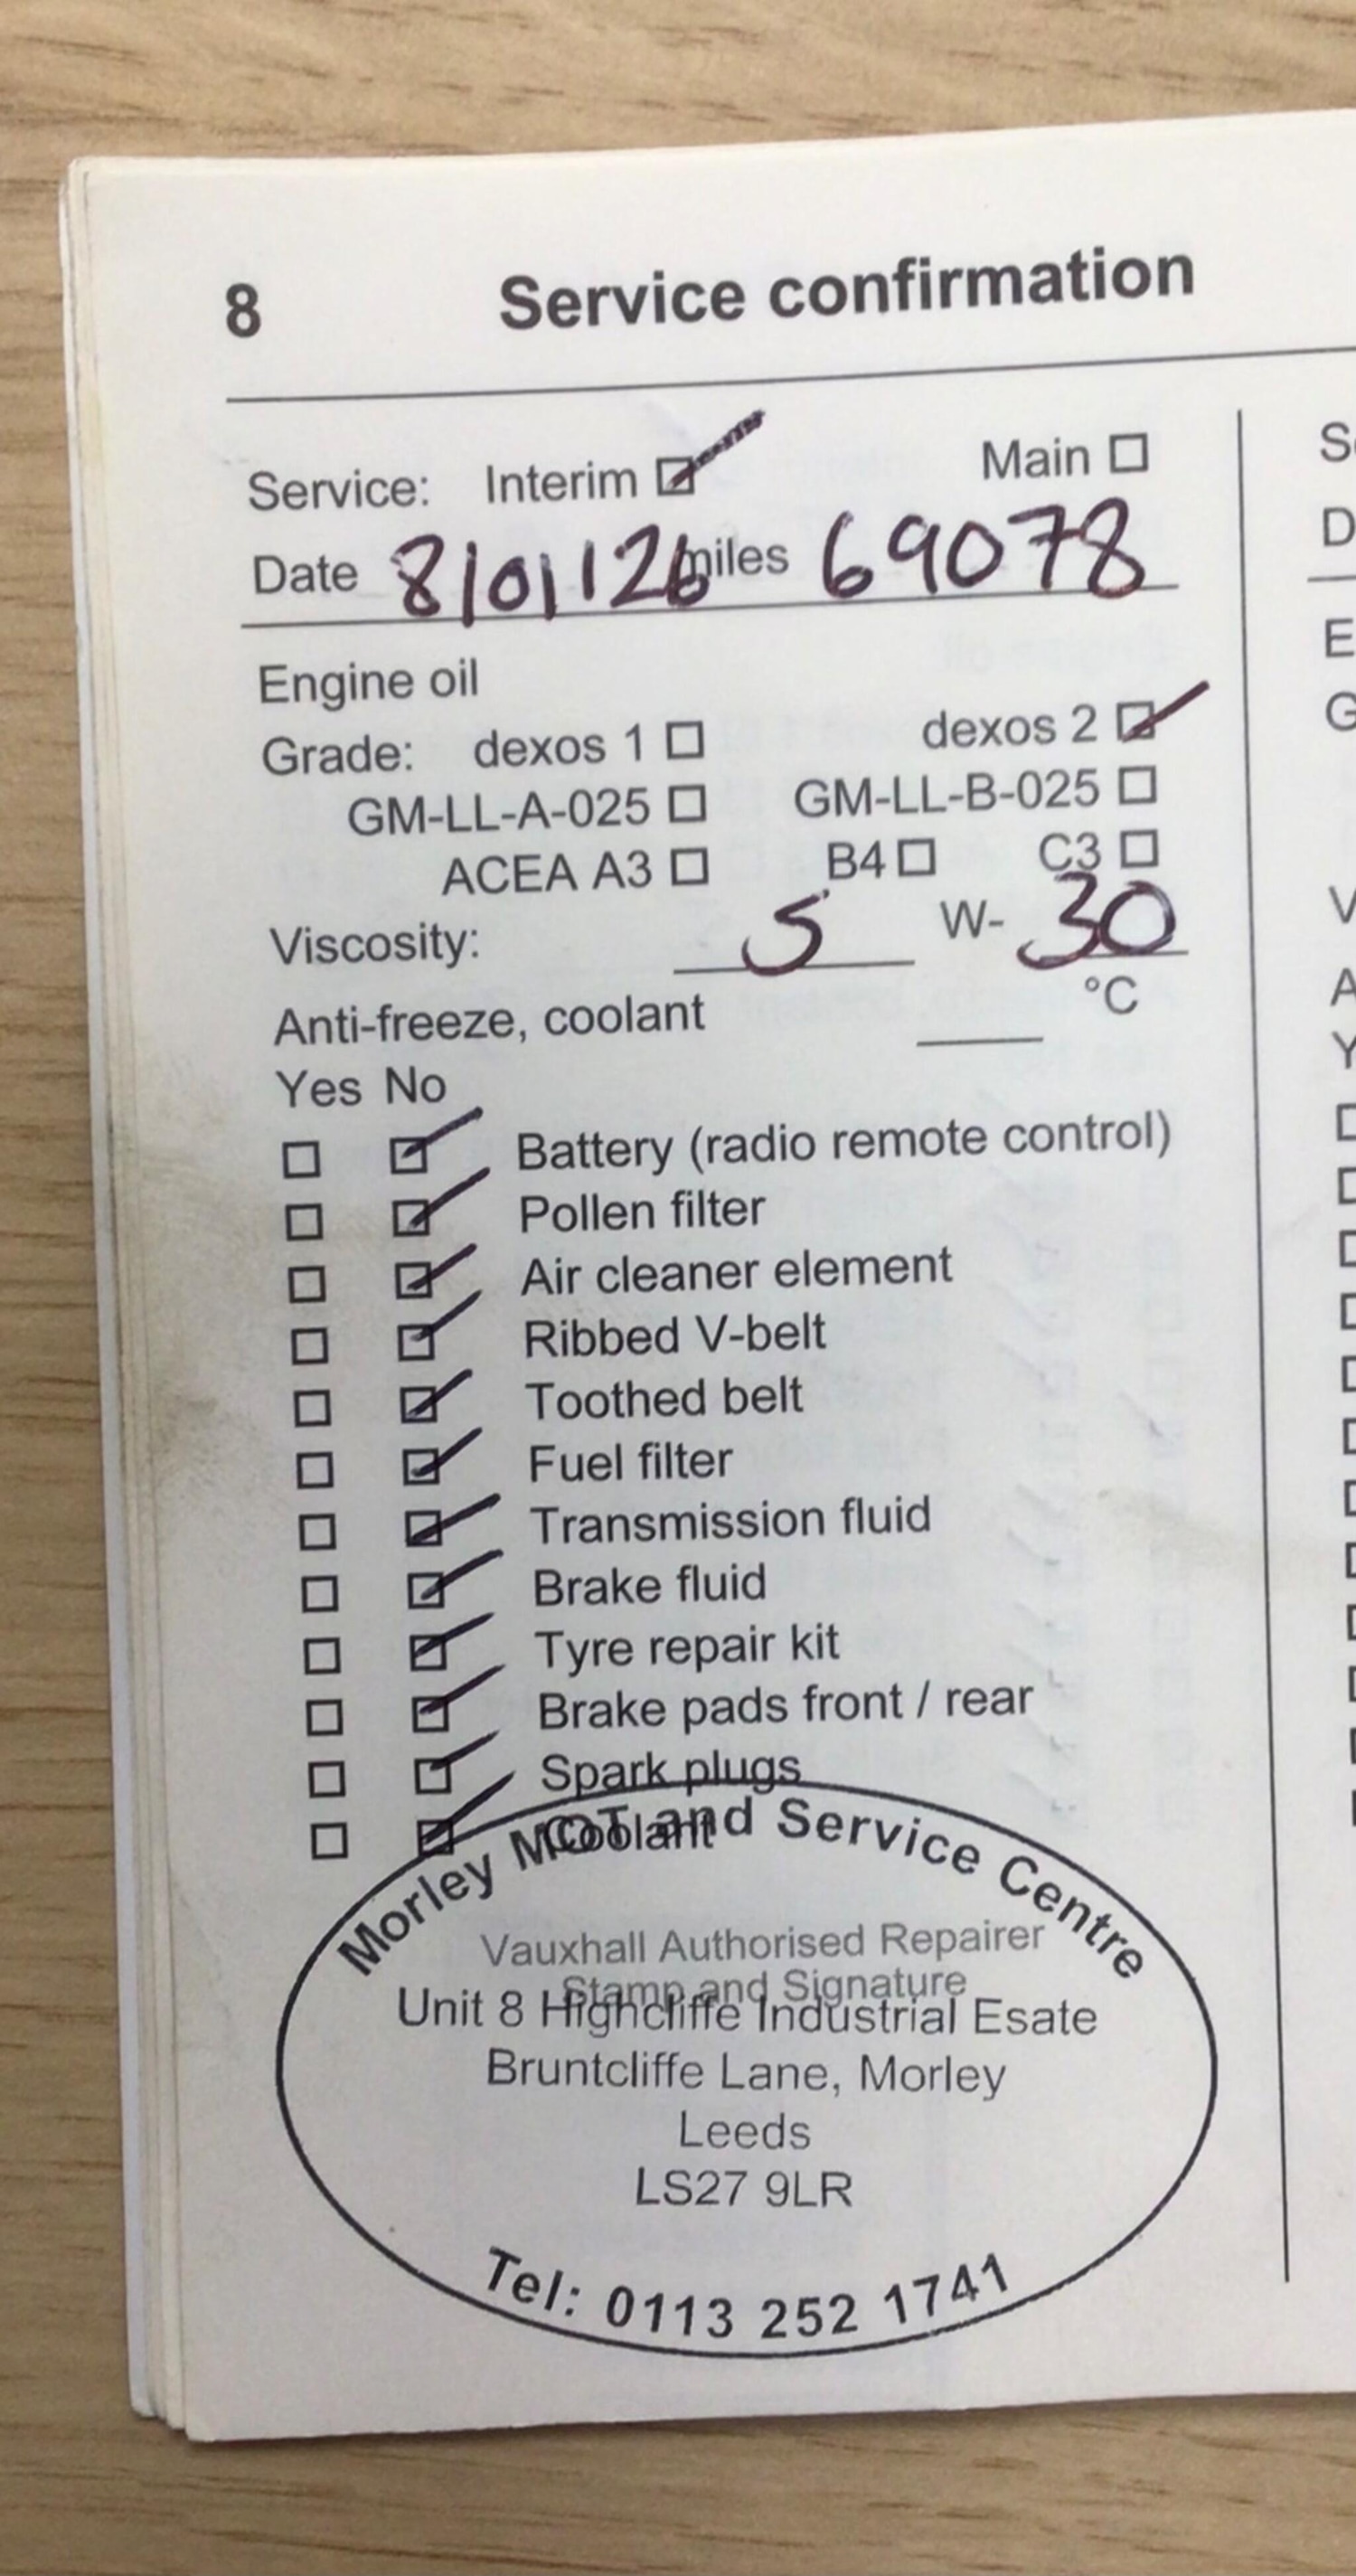 8 Service confirmation
Service: Interim Main
Date 8/01/26 miles 69078
Engine oil
Grade: dexos 1 dexos 2
GM-LL-A-025 GM-LL-B-025
ACEA A3 B4 C3
Viscosity: 5 W- 30
Anti-freeze, coolant °C
Yes No
Battery (radio remote control)
Pollen filter
Air cleaner element
Ribbed V-belt
Toothed belt
Fuel filter
Transmission fluid
Brake fluid
Tyre repair kit
Brake pads front / rear
Spark plugs
Coolant
Morley MOT and Service Centre
Vauxhall Authorised Repairer
Stamp and Signature
Unit 8 Highcliffe Industrial Esate
Bruntcliffe Lane, Morley
Leeds
LS27 9LR
Tel: 0113 252 1741